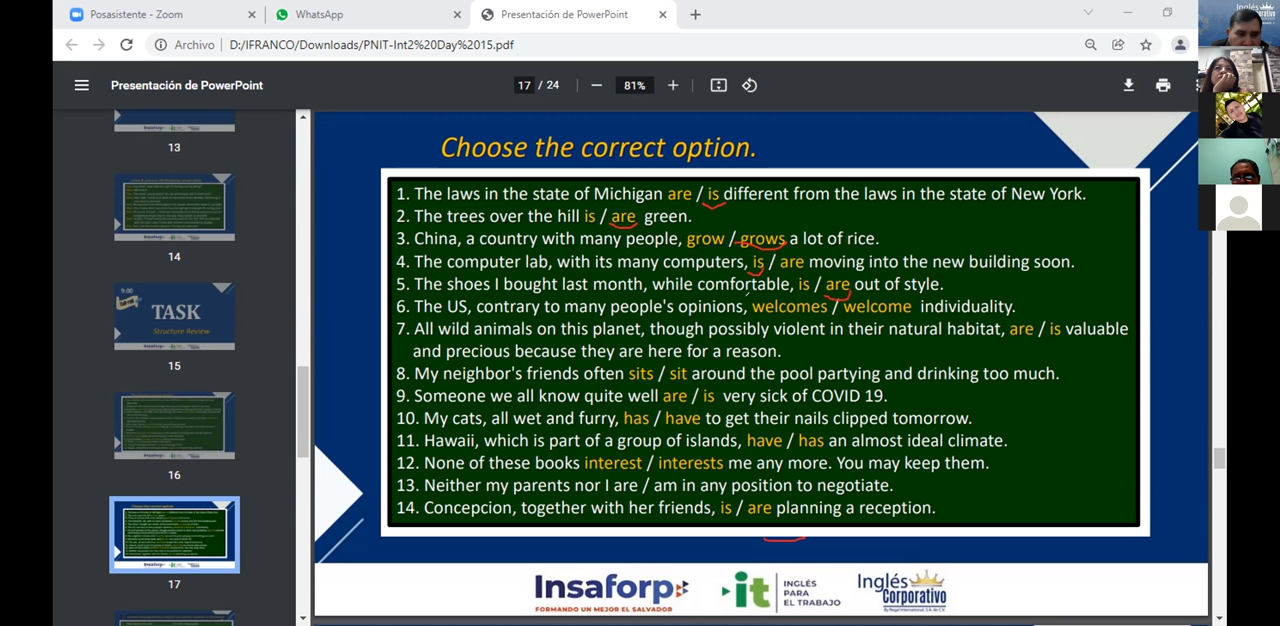 Posasistente - Zoom
WhatsApp
Presentación de PowerPoint
Archivo
D:/IFRANCO/Downloads/PNIT-Int2%20Day%2015.pdf
Presentación de PowerPoint
17 / 24
81%
13
14
9:00
TASK
Structure Review
15
16
17
Choose the correct option.
1. The laws in the state of Michigan are / is different from the laws in the state of New York.
2. The trees over the hill is / are green.
3. China, a country with many people, grow / grows a lot of rice.
4. The computer lab, with its many computers, is / are moving into the new building soon.
5. The shoes I bought last month, while comfortable, is / are out of style.
6. The US, contrary to many people's opinions, welcomes / welcome individuality.
7. All wild animals on this planet, though possibly violent in their natural habitat, are / is valuable
and precious because they are here for a reason.
8. My neighbor's friends often sits / sit around the pool partying and drinking too much.
9. Someone we all know quite well are / is very sick of COVID 19.
10. My cats, all wet and furry, has / have to get their nails clipped tomorrow.
11. Hawaii, which is part of a group of islands, have / has an almost ideal climate.
12. None of these books interest / interests me any more. You may keep them.
13. Neither my parents nor I are / am in any position to negotiate.
14. Concepcion, together with her friends, is / are planning a reception.
Insaforp
FORMANDO UN MEJOR EL SALVADOR
it
INGLÉS
PARA
EL TRABAJO
Inglés
Corporativo
By Regal International, S.A. de C.V.